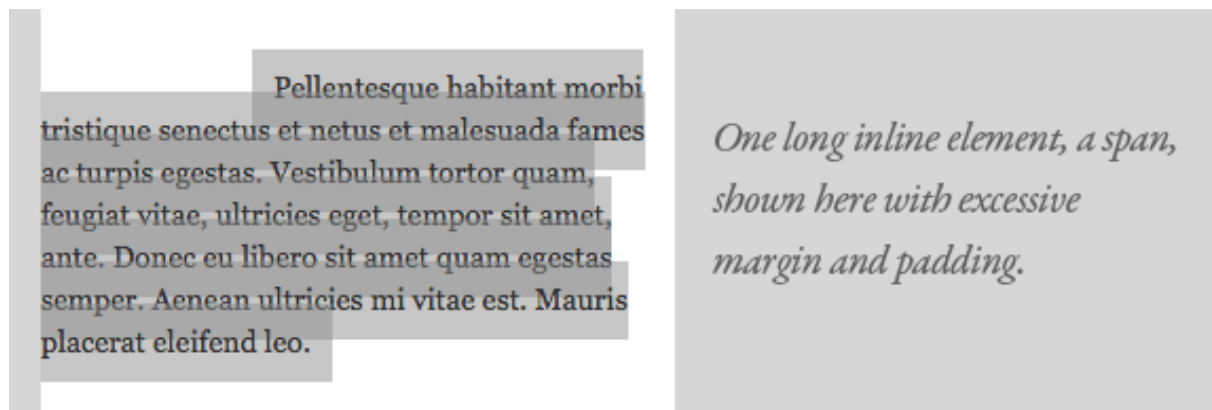 Pellentesque habitant morbi
tristique senectus et netus et malesuada fames
ac turpis egestas. Vestibulum tortor quam,
feugiat vitae, ultricies eget, tempor sit amet,
ante. Donec eu libero sit amet quam egestas
semper. Aenean ultricies mi vitae est. Mauris
placerat eleifend leo.
One long inline element, a span,
shown here with excessive
margin and padding.